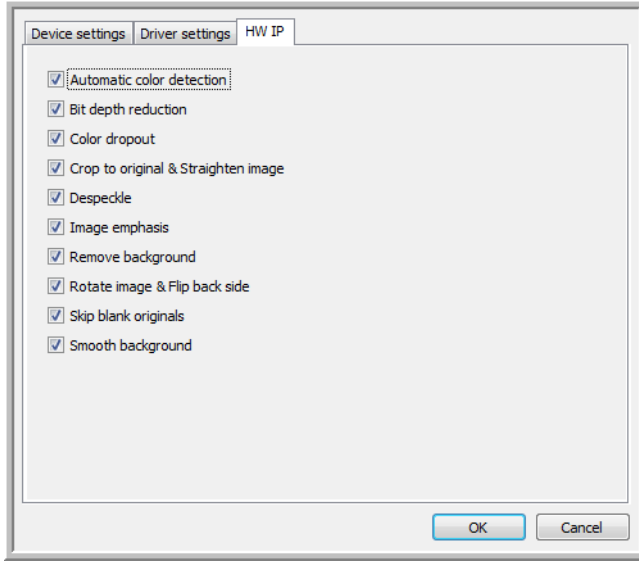 Device settings Driver settings HW IP
Automatic color detection
Bit depth reduction
Color dropout
Crop to original & Straighten image
Despeckle
Image emphasis
Remove background
Rotate image & Flip back side
Skip blank originals
Smooth background
OK Cancel